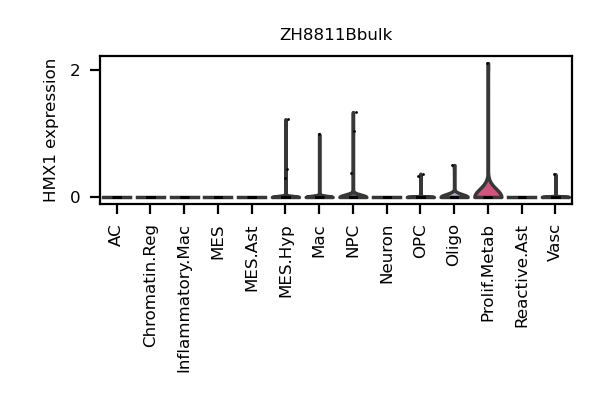 ZH8811Bbulk
HMX1 expression
2
0
AC
Chromatin.Reg
Inflammatory.Mac
MES
MES.Ast
MES.Hyp
Mac
NPC
Neuron
OPC
Oligo
Prolif.Metab
Reactive.Ast
Vasc